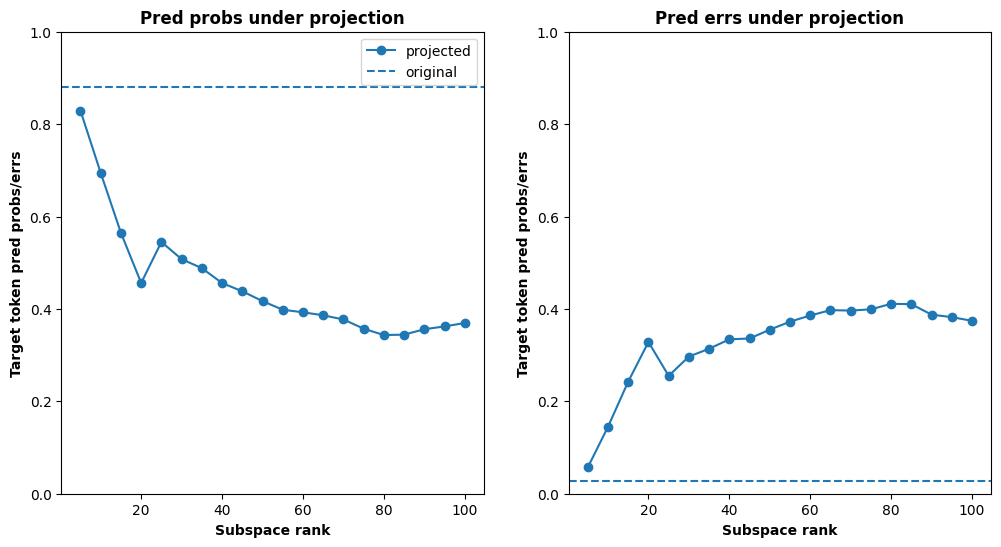 Pred probs under projection
Target token pred probs/errs
1.0
0.8
0.6
0.4
0.2
0.0
projected
original
20
40
60
80
100
Subspace rank
Pred errs under projection
Target token pred probs/errs
1.0
0.8
0.6
0.4
0.2
0.0
20
40
60
80
100
Subspace rank